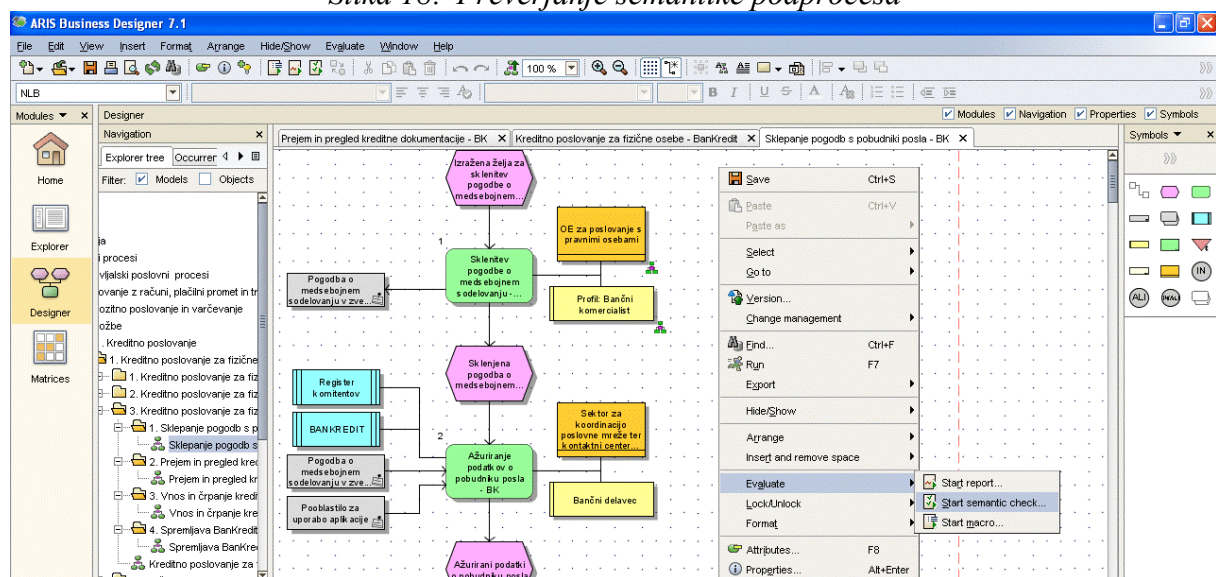 Slika 18: Preverjanje semantike podprocesa
ARIS Business Designer 7.1
File Edit View Insert Format Arrange Hide/Show Evaluate Window Help
100 %
NLB
B I U S A
Modules Designer Modules Navigation Properties Symbols
Navigation
Prejem in pregled kreditne dokumentacije - BK Kreditno poslovanje za fizične osebe - BanKredit Sklepanje pogodb s pobudniki posla - BK
Symbols
Explorer tree Occurrer
Filter: Models Objects
Home
Explorer
Designer
Matrices
ja
i procesi
vljalski poslovni procesi
ovanje z računi, plačilni promet in tr
ozitno poslovanje in varčevanje
ožbe
. Kreditno poslovanje
1. Kreditno poslovanje za fizične
1. Kreditno poslovanje za fiz
2. Kreditno poslovanje za fiz
3. Kreditno poslovanje za fiz
1. Sklepanje pogodb s p
Sklepanje pogodb s
2. Prejem in pregled kred
Prejem in pregled kr
3. Vnos in črpanje kredi
Vnos in črpanje kre
4. Spremljava BanKredit
Spremljava BanKred
Kreditno poslovanje za
Izražena želja za
sklenitev
pogodbe o
medsebojnem...
1
Sklenitev
pogodbe o
medsebojnem
sodelovanju - ...
OE za poslovanje s
pravnimi osebami
Profil: Bančni
komercialist
Pogodba o
medsebojnem
sodelovanju v zve...
Sklenjena
pogodba o
medsebojnem...
Register
komitentov
BANKREDIT
Pogodba o
medsebojnem
sodelovanju v zve...
Pooblastilo za
uporabo aplikacije
2
Ažuriranje
podatkov o
pobudniku posla
- BK
Sektor za
koordinacijo
poslovne mreže ter
kontaktni center...
Bančni delavec
Ažurirani podatki
o pobudniku posla
Save Ctrl+S
Paste Ctrl+V
Paste as
Select
Go to
Version...
Change management
Find... Ctrl+F
Run F7
Export
Hide/Show
Arrange
Insert and remove space
Evaluate
Lock/Unlock
Format
Attributes... F8
Properties... Alt+Enter
Start report...
Start semantic check...
Start macro...
IN
ALI
IN/ALI